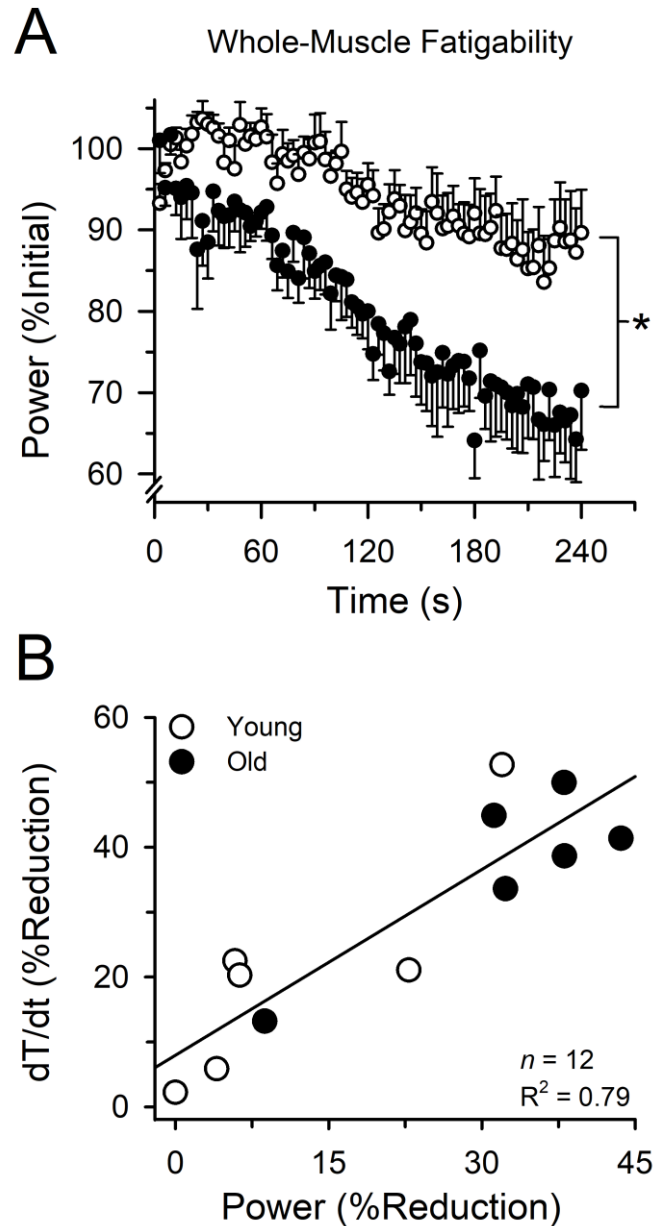 A
Whole-Muscle Fatigability
Power (%Initial)
100
90
80
70
60
*
0 60 120 180 240
Time (s)
B
Young
Old
dT/dt (%Reduction)
60
40
20
0
n = 12
R² = 0.79
0 15 30 45
Power (%Reduction)